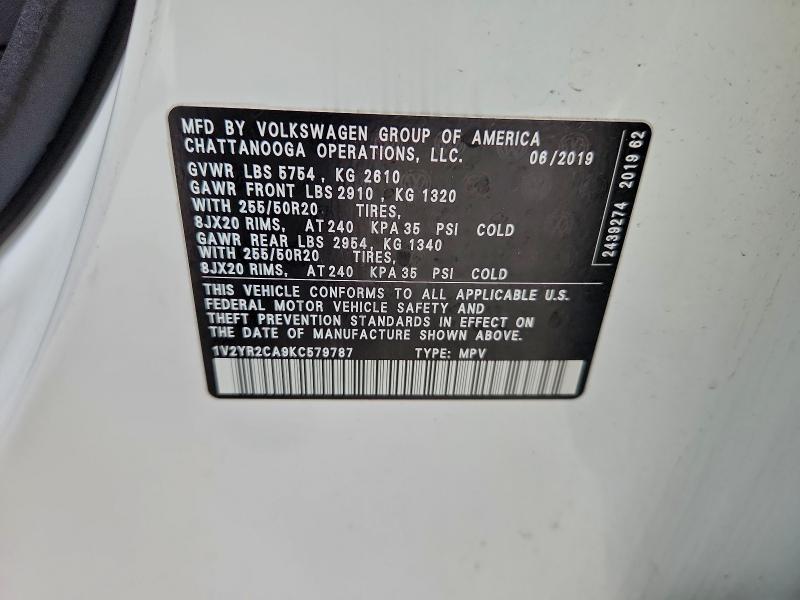 MFD BY VOLKSWAGEN GROUP OF AMERICA
CHATTANOOGA OPERATIONS, LLC. 06/2019
GVWR LBS 5754 , KG 2610
GAWR FRONT LBS 2910 , KG 1320
WITH 255/50R20 TIRES,
8JX20 RIMS, AT 240 KPA 35 PSI COLD
GAWR REAR LBS 2954, KG 1340
WITH 255/50R20 TIRES,
8JX20 RIMS, AT 240 KPA 35 PSI COLD
THIS VEHICLE CONFORMS TO ALL APPLICABLE U.S.
FEDERAL MOTOR VEHICLE SAFETY AND
THEFT PREVENTION STANDARDS IN EFFECT ON
THE DATE OF MANUFACTURE SHOWN ABOVE.
1V2YR2CA9KC579787 TYPE: MPV
2439274 2019 62